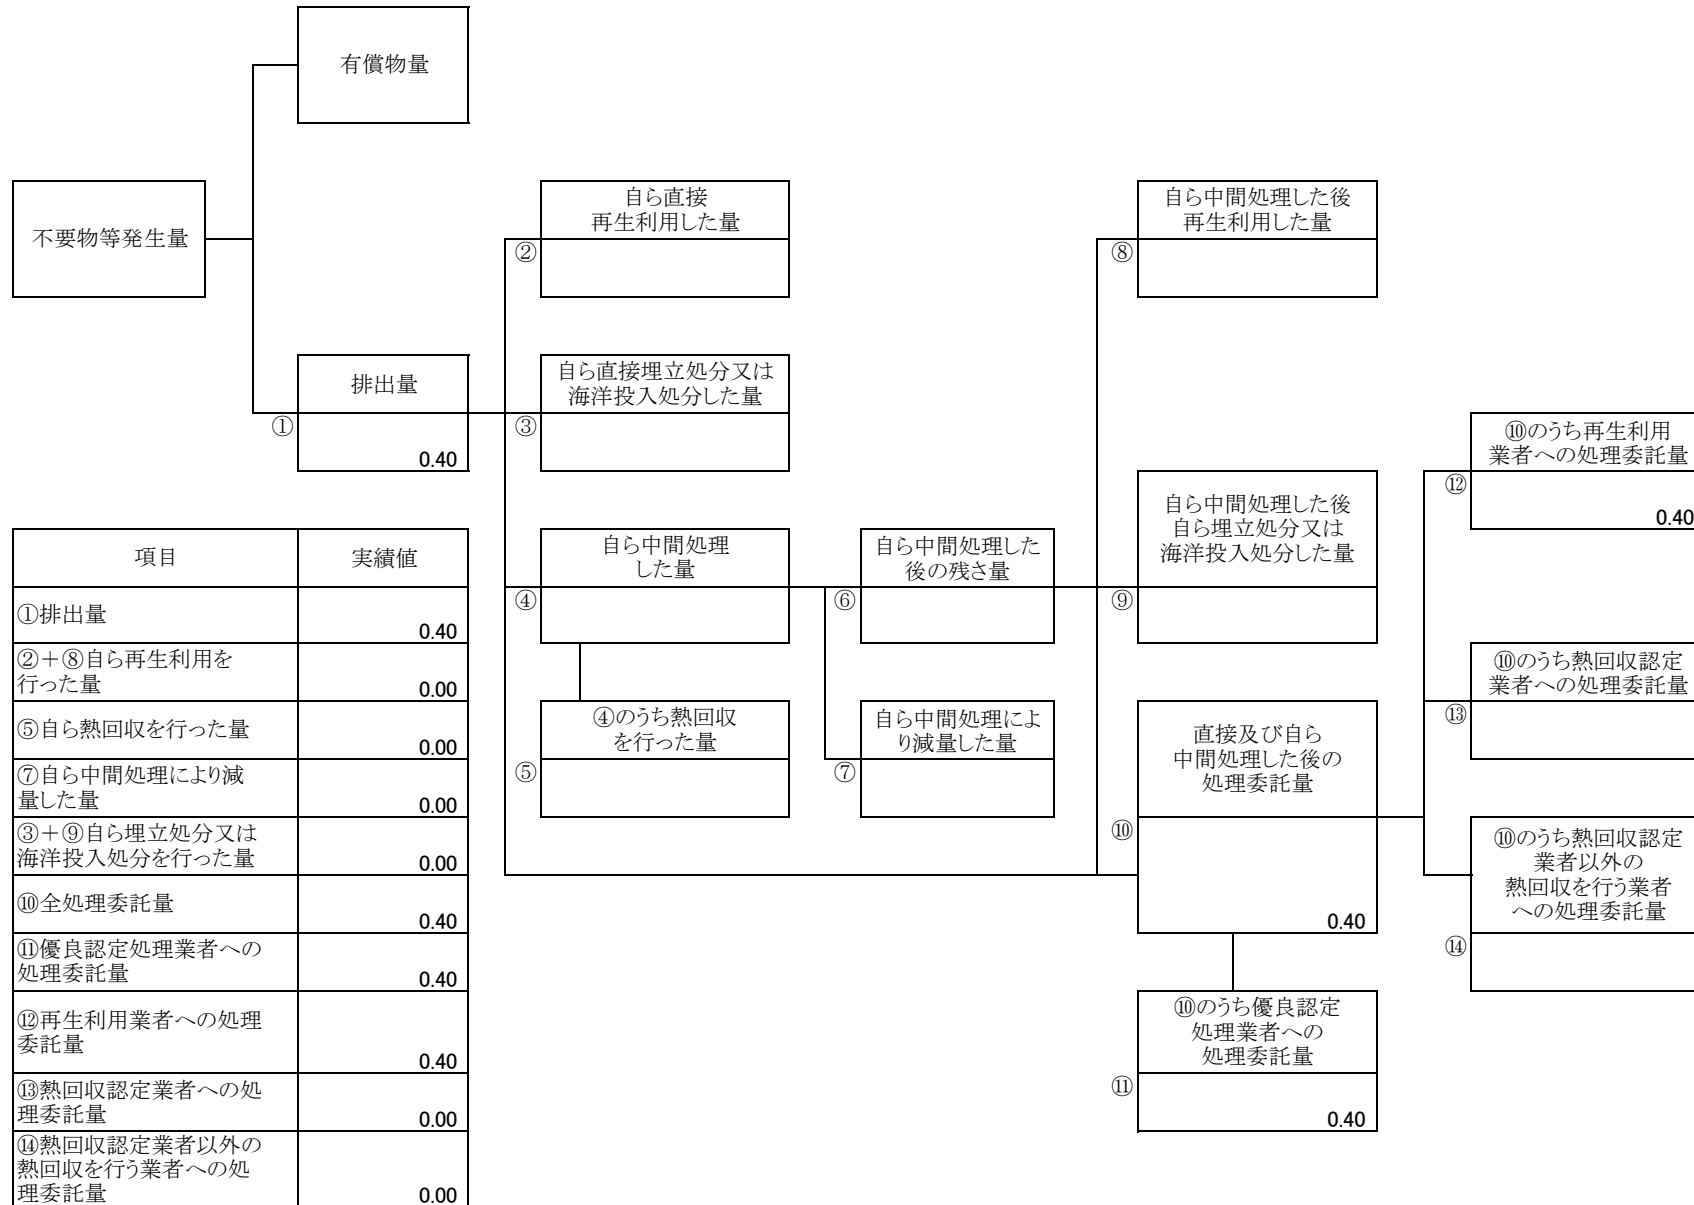 有償物量
不要物等発生量
自ら直接
再生利用した量
②
自ら中間処理した後
再生利用した量
⑧
排出量
①
0.40
自ら直接埋立処分又は
海洋投入処分した量
③
⑩のうち再生利用
業者への処理委託量
⑫
0.40
自ら中間処理
した量
④
自ら中間処理した
後の残さ量
⑥
自ら中間処理した後
自ら埋立処分又は
海洋投入処分した量
⑨
⑩のうち熱回収認定
業者への処理委託量
⑬
④のうち熱回収
を行った量
⑤
自ら中間処理によ
り減量した量
⑦
直接及び自ら
中間処理した後の
処理委託量
⑩
0.40
⑩のうち熱回収認定
業者以外の
熱回収を行う業者
への処理委託量
⑭
⑩のうち優良認定
処理業者への
処理委託量
⑪
0.40
項目 実績値
①排出量
0.40
②＋⑧自ら再生利用を
行った量
0.00
⑤自ら熱回収を行った量
0.00
⑦自ら中間処理により減
量した量
0.00
③＋⑨自ら埋立処分又は
海洋投入処分を行った量
0.00
⑩全処理委託量
0.40
⑪優良認定処理業者への
処理委託量
0.40
⑫再生利用業者への処理
委託量
0.40
⑬熱回収認定業者への処
理委託量
0.00
⑭熱回収認定業者以外の
熱回収を行う業者への処
理委託量
0.00